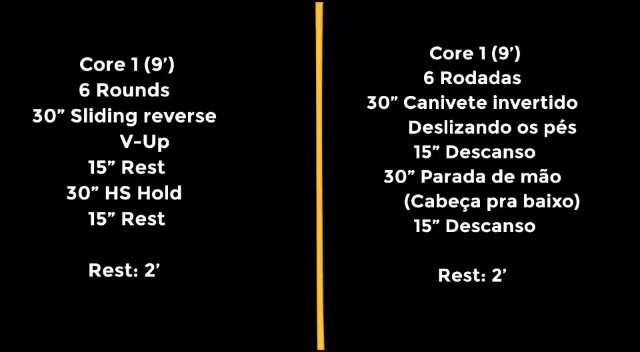 Core 1 (9’)
6 Rounds
30” Sliding reverse
V-Up
15” Rest
30” HS Hold
15” Rest
Rest: 2’
Core 1 (9’)
6 Rodadas
30” Canivete invertido
Deslizando os pés
15” Descanso
30” Parada de mão
(Cabeça pra baixo)
15” Descanso
Rest: 2’